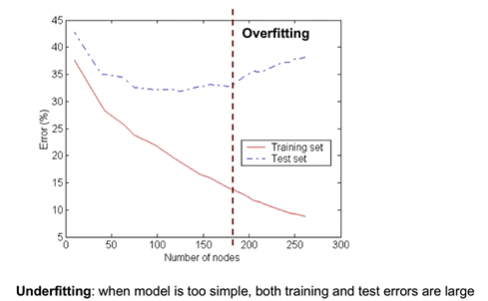 Overfitting
45
40
35
30
25
20
15
10
5
Error (%)
Training set
Test set
0 50 100 150 200 250 300
Number of nodes
Underfitting: when model is too simple, both training and test errors are large